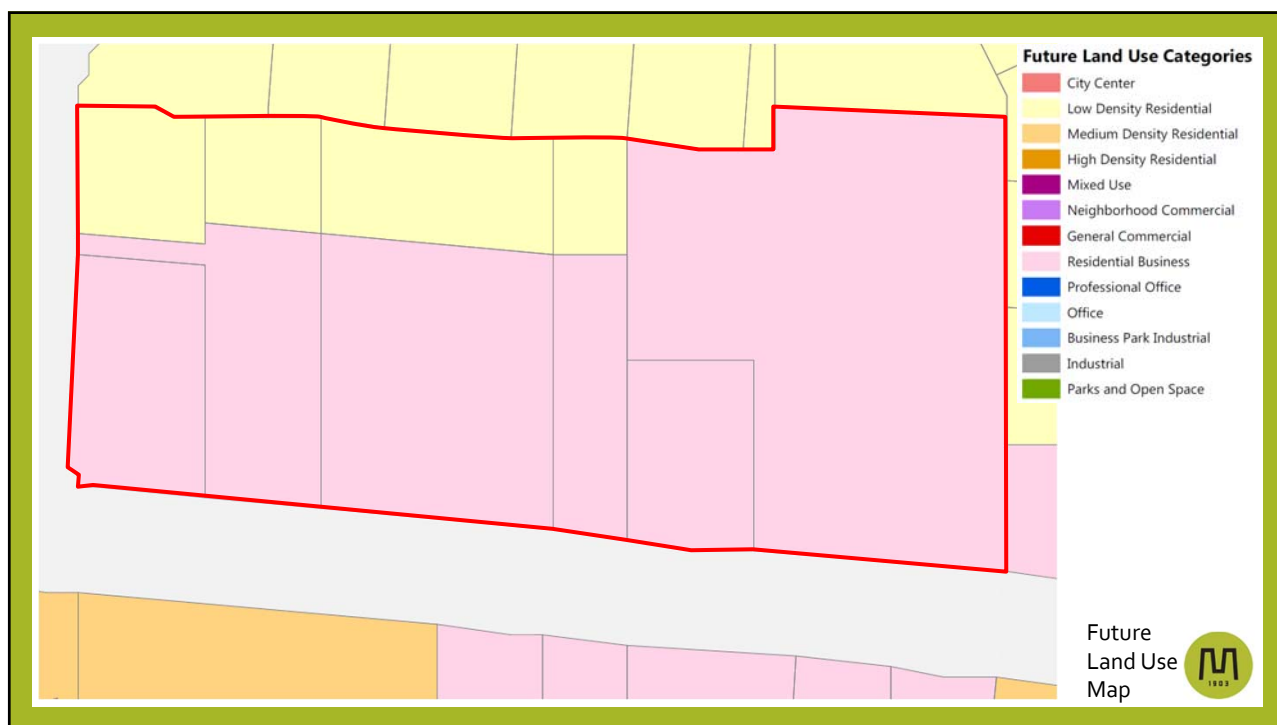 Future Land Use Categories
City Center
Low Density Residential
Medium Density Residential
High Density Residential
Mixed Use
Neighborhood Commercial
General Commercial
Residential Business
Professional Office
Office
Business Park Industrial
Industrial
Parks and Open Space
Future
Land Use
Map
M
1903